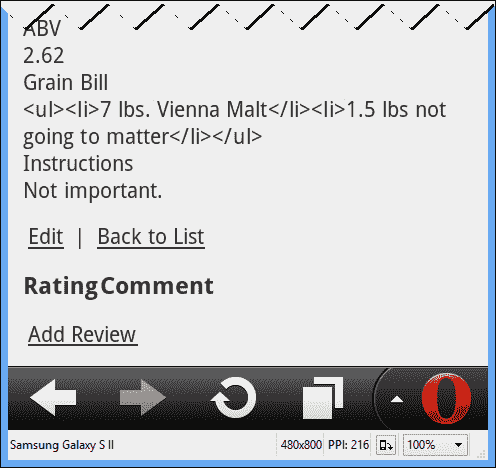 ABV
2.62
Grain Bill
<ul><li>7 lbs. Vienna Malt</li><li>1.5 lbs not
going to matter</li></ul>
Instructions
Not important.
Edit | Back to List
Rating Comment
Add Review
Samsung Galaxy S II 480x800 PPI: 216 100%